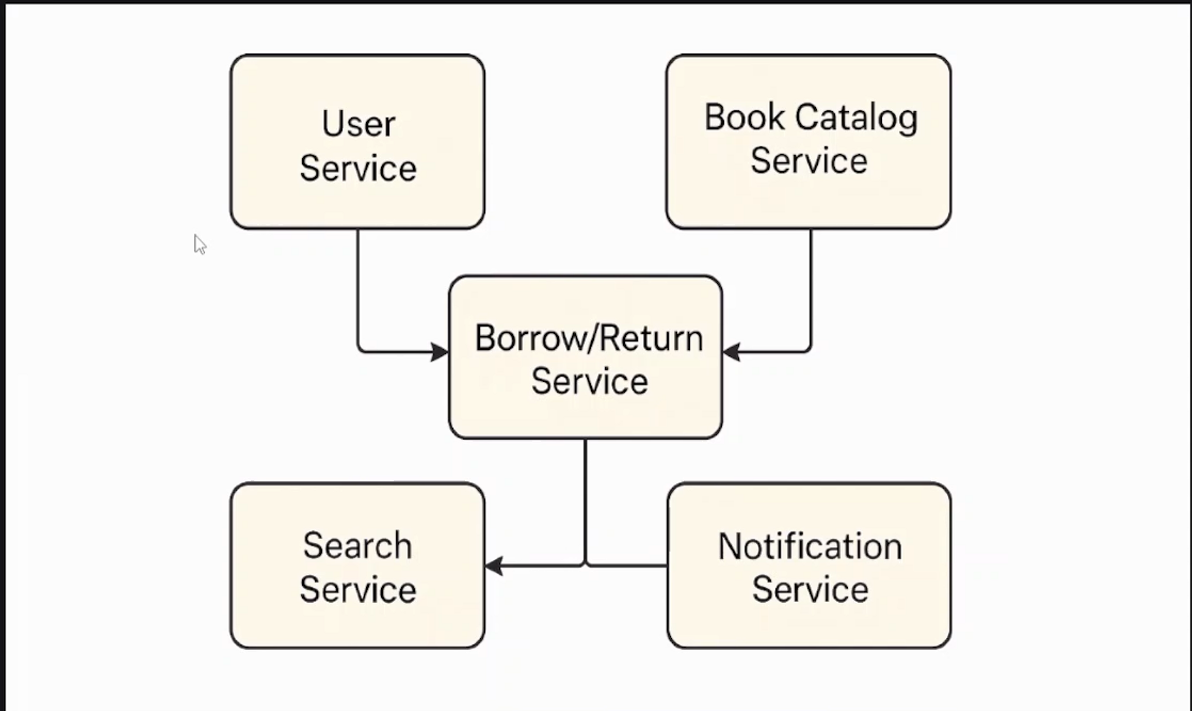 User
Service
Book Catalog
Service
Borrow/Return
Service
Search
Service
Notification
Service